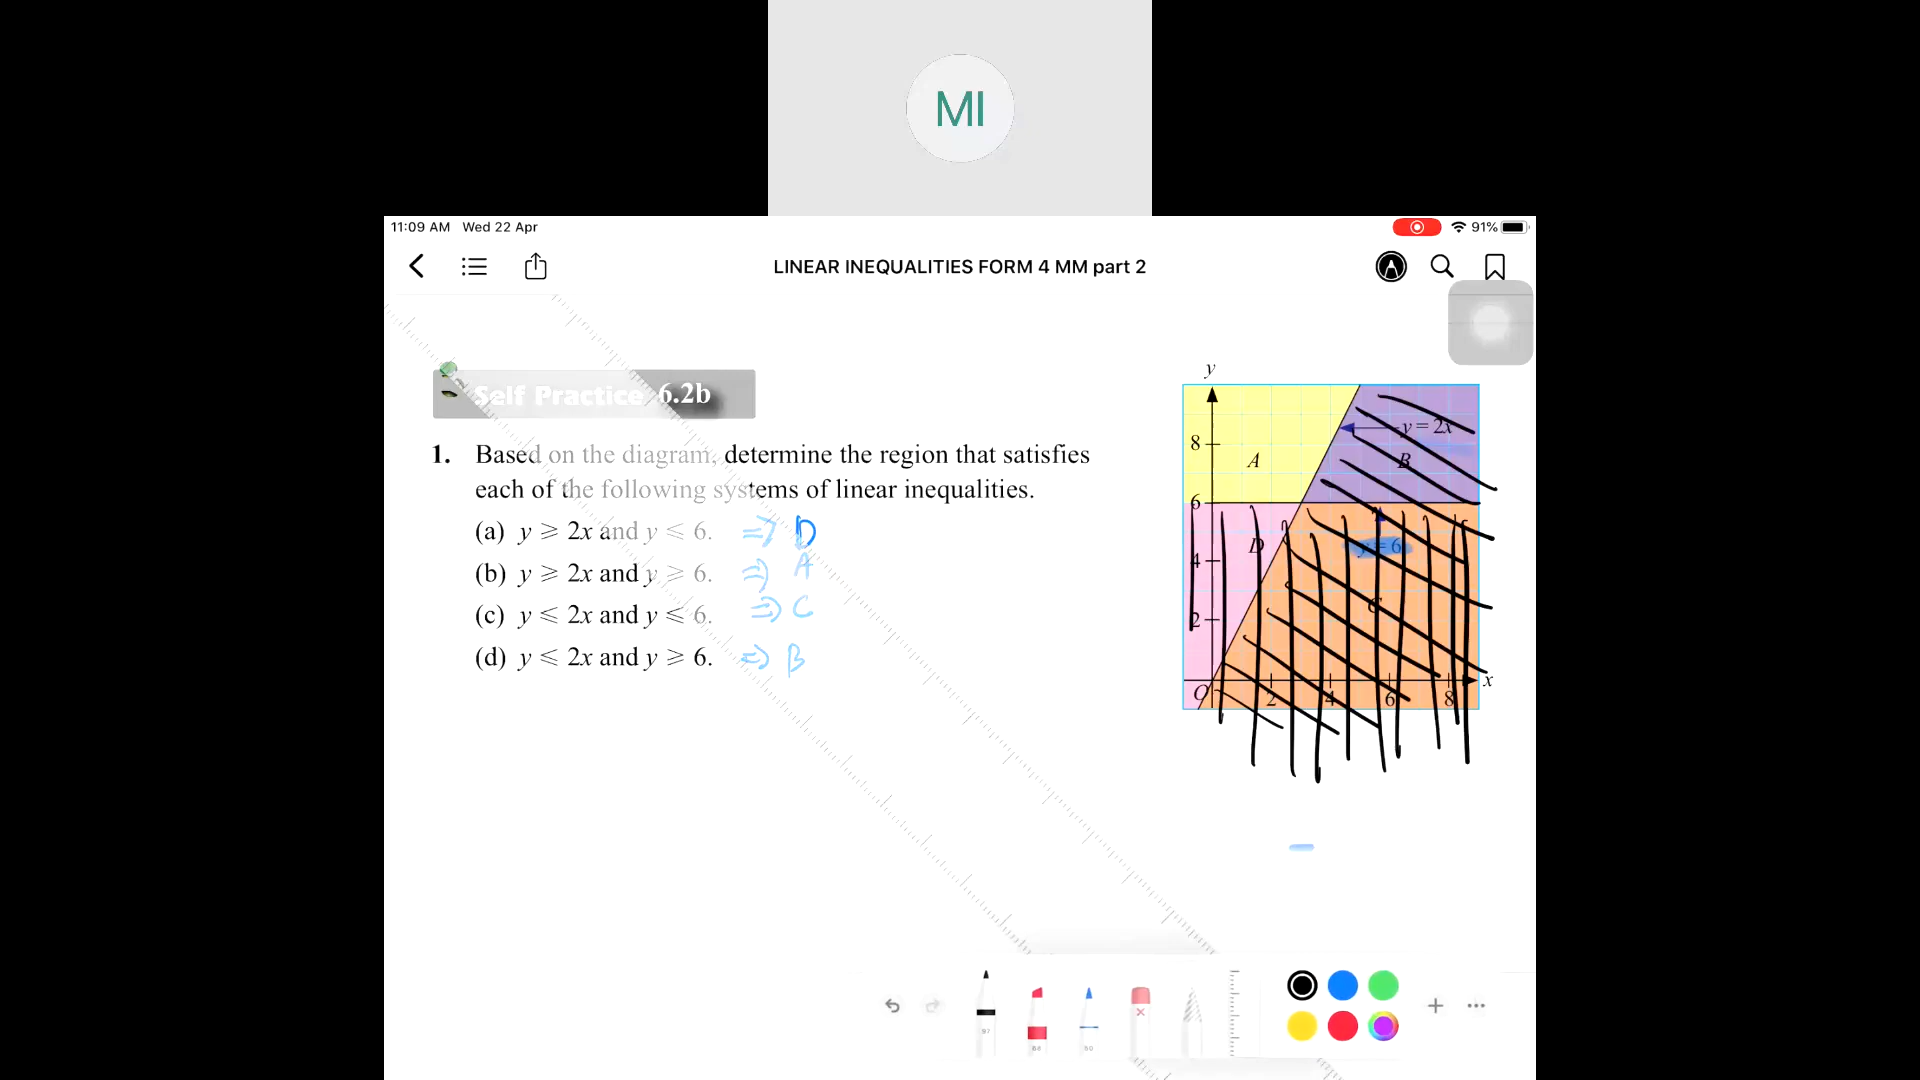 MI
11:09 AM Wed 22 Apr
91%
LINEAR INEQUALITIES FORM 4 MM part 2
Self Practice 6.2b
1. Based on the diagram, determine the region that satisfies
each of the following systems of linear inequalities.
(a) y ⩾ 2x and y ⩽ 6. ⇒ D
(b) y ⩾ 2x and y ⩾ 6. ⇒ A
(c) y ⩽ 2x and y ⩽ 6. ⇒ C
(d) y ⩽ 2x and y ⩾ 6. ⇒ B
y
y = 2x
8
A
B
6
D
y = 6
4
C
2
O 2 4 6 8 x
97
80
50